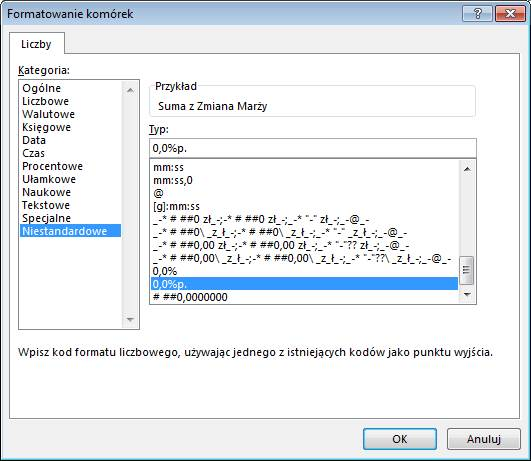 Formatowanie komórek
Liczby
Kategoria:
Ogólne
Liczbowe
Walutowe
Księgowe
Data
Czas
Procentowe
Ułamkowe
Naukowe
Tekstowe
Specjalne
Niestandardowe
Przykład
Suma z Zmiana Marży
Typ:
0,0%p.
mm:ss
mm:ss,0
@
[g]:mm:ss
_-* # ##0 zł_-;-* # ##0 zł_-;_-* "-" zł_-;_-@_-
_-* # ##0\ _z_ł_-;-* # ##0\ _z_ł_-;_-* "-"\ _z_ł_-;_-@_-
_-* # ##0,00 zł_-;-* # ##0,00 zł_-;_-* "-"?? zł_-;_-@_-
_-* # ##0,00\ _z_ł_-;-* # ##0,00\ _z_ł_-;_-* "-"??\ _z_ł_-;_-@_-
0,0%
0,0%p.
# ##0,0000000
Wpisz kod formatu liczbowego, używając jednego z istniejących kodów jako punktu wyjścia.
OK
Anuluj